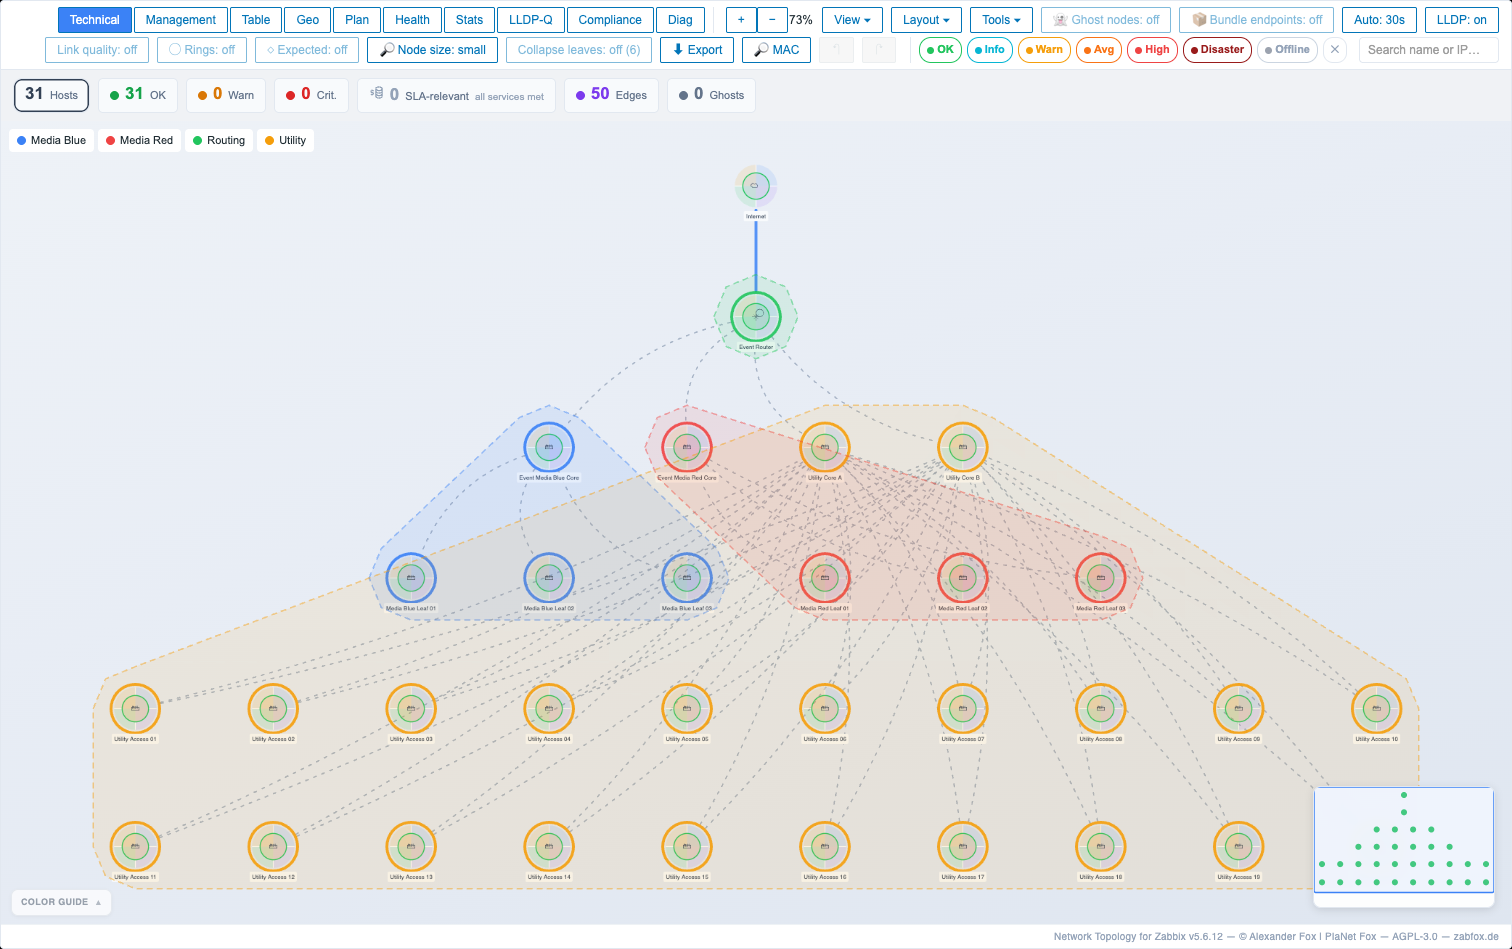 Technical Management Table Geo Plan Health Stats LLDP-Q Compliance Diag + − 73% View Layout Tools Ghost nodes: off Bundle endpoints: off Auto: 30s LLDP: on
Link quality: off Rings: off Expected: off Node size: small Collapse leaves: off (6) Export MAC OK Info Warn Avg High Disaster Offline ✕ Search name or IP…
31 Hosts 31 OK 0 Warn 0 Crit. 0 SLA-relevant all services met 50 Edges 0 Ghosts
Media Blue Media Red Routing Utility
Internal
Event Router
Event Media Blue Core Event Media Red Core Utility Core A Utility Core B
Media Blue Leaf 01 Media Blue Leaf 02 Media Blue Leaf 03 Media Red Leaf 01 Media Red Leaf 02 Media Red Leaf 03
Utility Access 01 Utility Access 02 Utility Access 03 Utility Access 04 Utility Access 05 Utility Access 06 Utility Access 07 Utility Access 08 Utility Access 09 Utility Access 10
Utility Access 11 Utility Access 12 Utility Access 13 Utility Access 14 Utility Access 15 Utility Access 16 Utility Access 17 Utility Access 18 Utility Access 19
COLOR GUIDE ▲
Network Topology for Zabbix v5.6.12 — © Alexander Fox | PlaNet Fox — AGPL-3.0 — zabfox.de